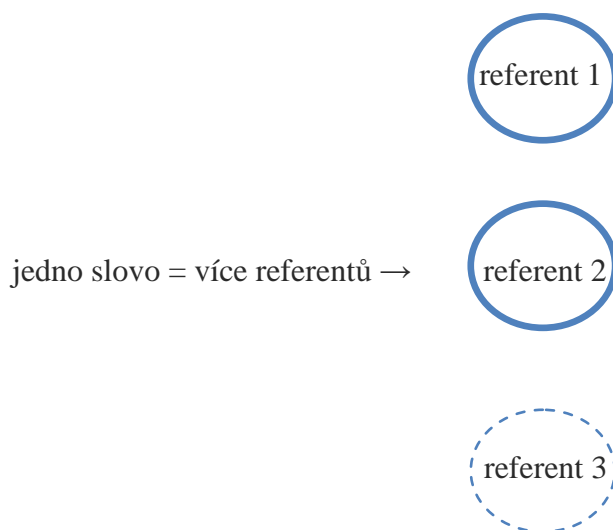 referent 1
jedno slovo = více referentů → referent 2
referent 3